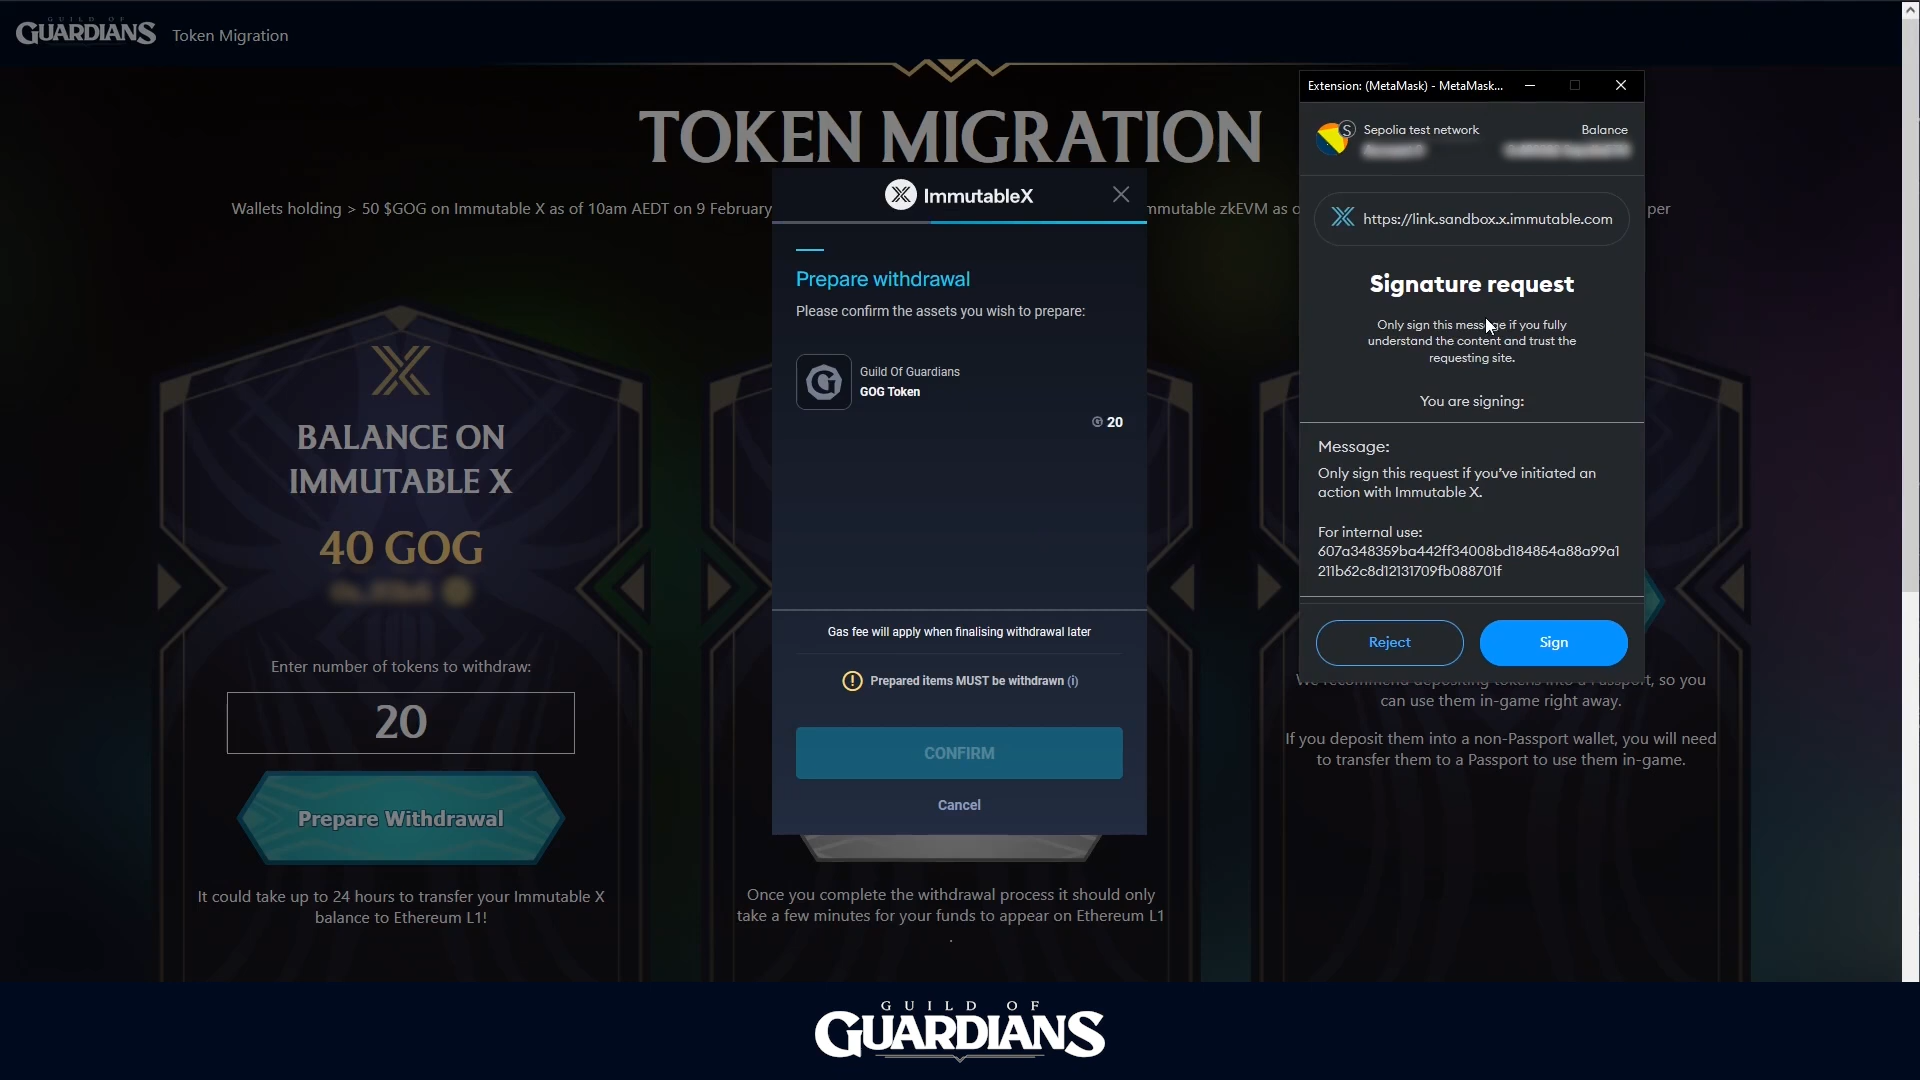 GUILD OF
GUARDIANS
Token Migration
TOKEN MIGRATION
Wallets holding > 50 $GOG on Immutable X as of 10am AEDT on 9 February
mmutable zkEVM as o
per
BALANCE ON
IMMUTABLE X
40 GOG
Enter number of tokens to withdraw:
20
Prepare Withdrawal
It could take up to 24 hours to transfer your Immutable X
balance to Ethereum L1!
ImmutableX
Prepare withdrawal
Please confirm the assets you wish to prepare:
Guild Of Guardians
GOG Token
20
Gas fee will apply when finalising withdrawal later
Prepared items MUST be withdrawn (i)
CONFIRM
Cancel
Once you complete the withdrawal process it should only
take a few minutes for your funds to appear on Ethereum L1
.
Extension: (MetaMask) - MetaMask...
S
Sepolia test network
Balance
https://link.sandbox.x.immutable.com
Signature request
Only sign this message if you fully
understand the content and trust the
requesting site.
You are signing:
Message:
Only sign this request if you've initiated an
action with Immutable X.
For internal use:
607a348359ba442ff34008bd184854a88a99a1
211b62c8d12131709fb088701f
Reject
Sign
We recommend depositing tokens into a Passport, so you
can use them in-game right away.
If you deposit them into a non-Passport wallet, you will need
to transfer them to a Passport to use them in-game.
GUILD OF
GUARDIANS